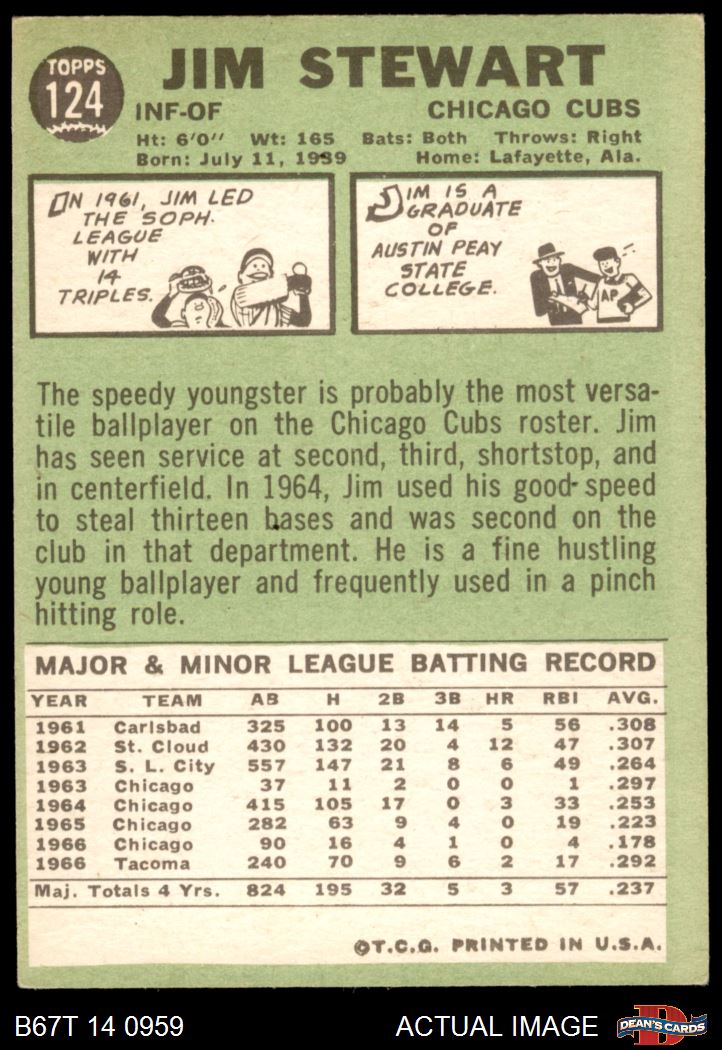 TOPPS
124
JIM STEWART
INF-OF CHICAGO CUBS
Ht: 6'0" Wt: 165 Bats: Both Throws: Right
Born: July 11, 1939 Home: Lafayette, Ala.
IN 1961, JIM LED
THE SOPH.
LEAGUE
WITH
14
TRIPLES.
JIM IS A
GRADUATE
OF
AUSTIN PEAY
STATE
COLLEGE.
AP
The speedy youngster is probably the most versa-
tile ballplayer on the Chicago Cubs roster. Jim
has seen service at second, third, shortstop, and
in centerfield. In 1964, Jim used his good speed
to steal thirteen bases and was second on the
club in that department. He is a fine hustling
young ballplayer and frequently used in a pinch
hitting role.
MAJOR & MINOR LEAGUE BATTING RECORD
YEAR TEAM AB H 2B 3B HR RBI AVG.
1961 Carlsbad 325 100 13 14 5 56 .308
1962 St. Cloud 430 132 20 4 12 47 .307
1963 S. L. City 557 147 21 8 6 49 .264
1963 Chicago 37 11 2 0 0 1 .297
1964 Chicago 415 105 17 0 3 33 .253
1965 Chicago 282 63 9 4 0 19 .223
1966 Chicago 90 16 4 1 0 4 .178
1966 Tacoma 240 70 9 6 2 17 .292
Maj. Totals 4 Yrs. 824 195 32 5 3 57 .237
©T.C.G. PRINTED IN U.S.A.
B67T 14 0959 ACTUAL IMAGE
D
DEAN'S CARDS